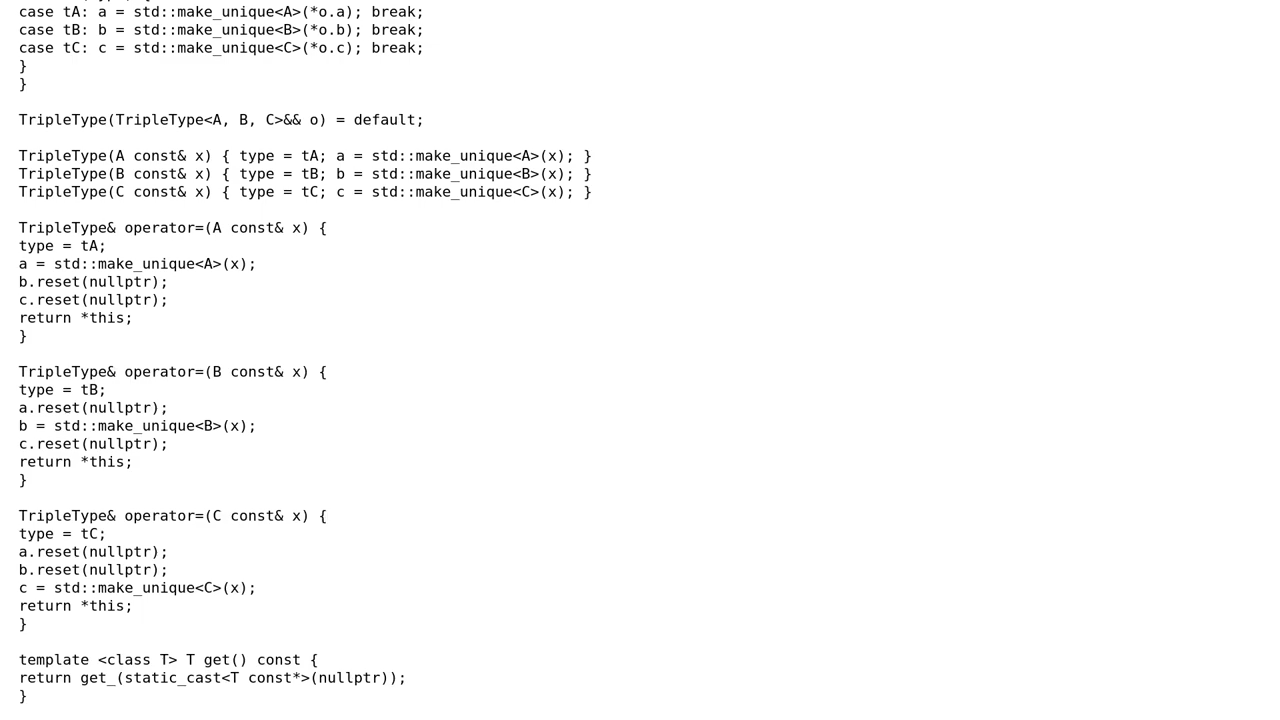 case tA: a = std::make_unique<A>(*o.a); break;
case tB: b = std::make_unique<B>(*o.b); break;
case tC: c = std::make_unique<C>(*o.c); break;
}
}

TripleType(TripleType<A, B, C>&& o) = default;

TripleType(A const& x) { type = tA; a = std::make_unique<A>(x); }
TripleType(B const& x) { type = tB; b = std::make_unique<B>(x); }
TripleType(C const& x) { type = tC; c = std::make_unique<C>(x); }

TripleType& operator=(A const& x) {
type = tA;
a = std::make_unique<A>(x);
b.reset(nullptr);
c.reset(nullptr);
return *this;
}

TripleType& operator=(B const& x) {
type = tB;
a.reset(nullptr);
b = std::make_unique<B>(x);
c.reset(nullptr);
return *this;
}

TripleType& operator=(C const& x) {
type = tC;
a.reset(nullptr);
b.reset(nullptr);
c = std::make_unique<C>(x);
return *this;
}

template <class T> T get() const {
return get_(static_cast<T const*>(nullptr));
}